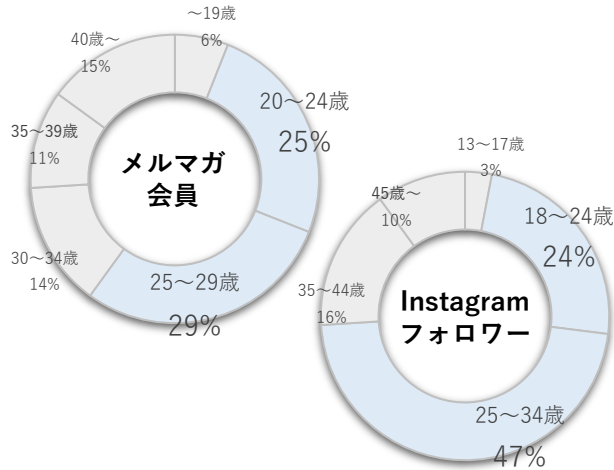 ～19歳
6%
20～24歳
25%
25～29歳
29%
30～34歳
14%
35～39歳
11%
40歳～
15%
メルマガ
会員
13～17歳
3%
18～24歳
24%
25～34歳
47%
35～44歳
16%
45歳～
10%
Instagram
フォロワー